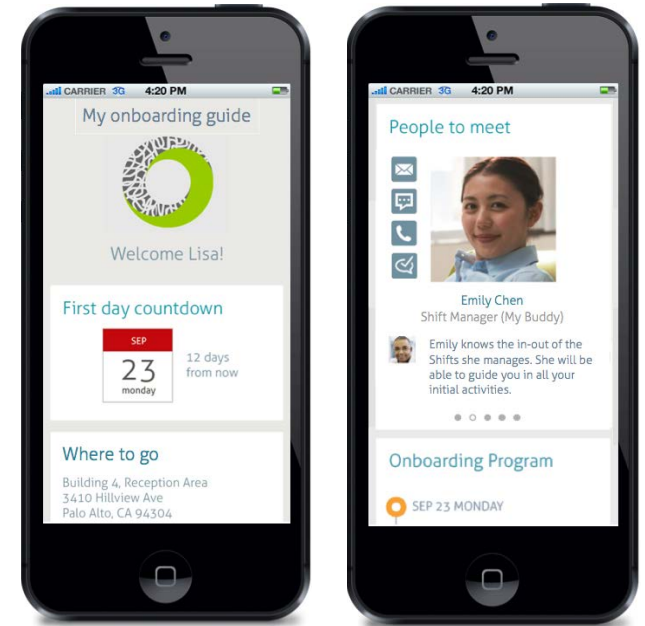 CARRIER 3G 4:20 PM
My onboarding guide
Welcome Lisa!
First day countdown
SEP
23
monday
12 days
from now
Where to go
Building 4, Reception Area
3410 Hillview Ave
Palo Alto, CA 94304
CARRIER 3G 4:20 PM
People to meet
Emily Chen
Shift Manager (My Buddy)
Emily knows the in-out of the
Shifts she manages. She will be
able to guide you in all your
initial activities.
Onboarding Program
SEP 23 MONDAY